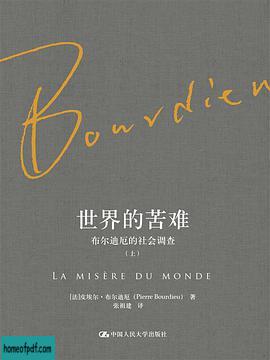 Bourdieu
世界的苦难
布尔迪厄的社会调查
(上)
LA MISÈRE DU MONDE
[法]皮埃尔·布尔迪厄(Pierre Bourdieu) 著
张祖建 译
中国人民大学出版社
homeofpdf.com